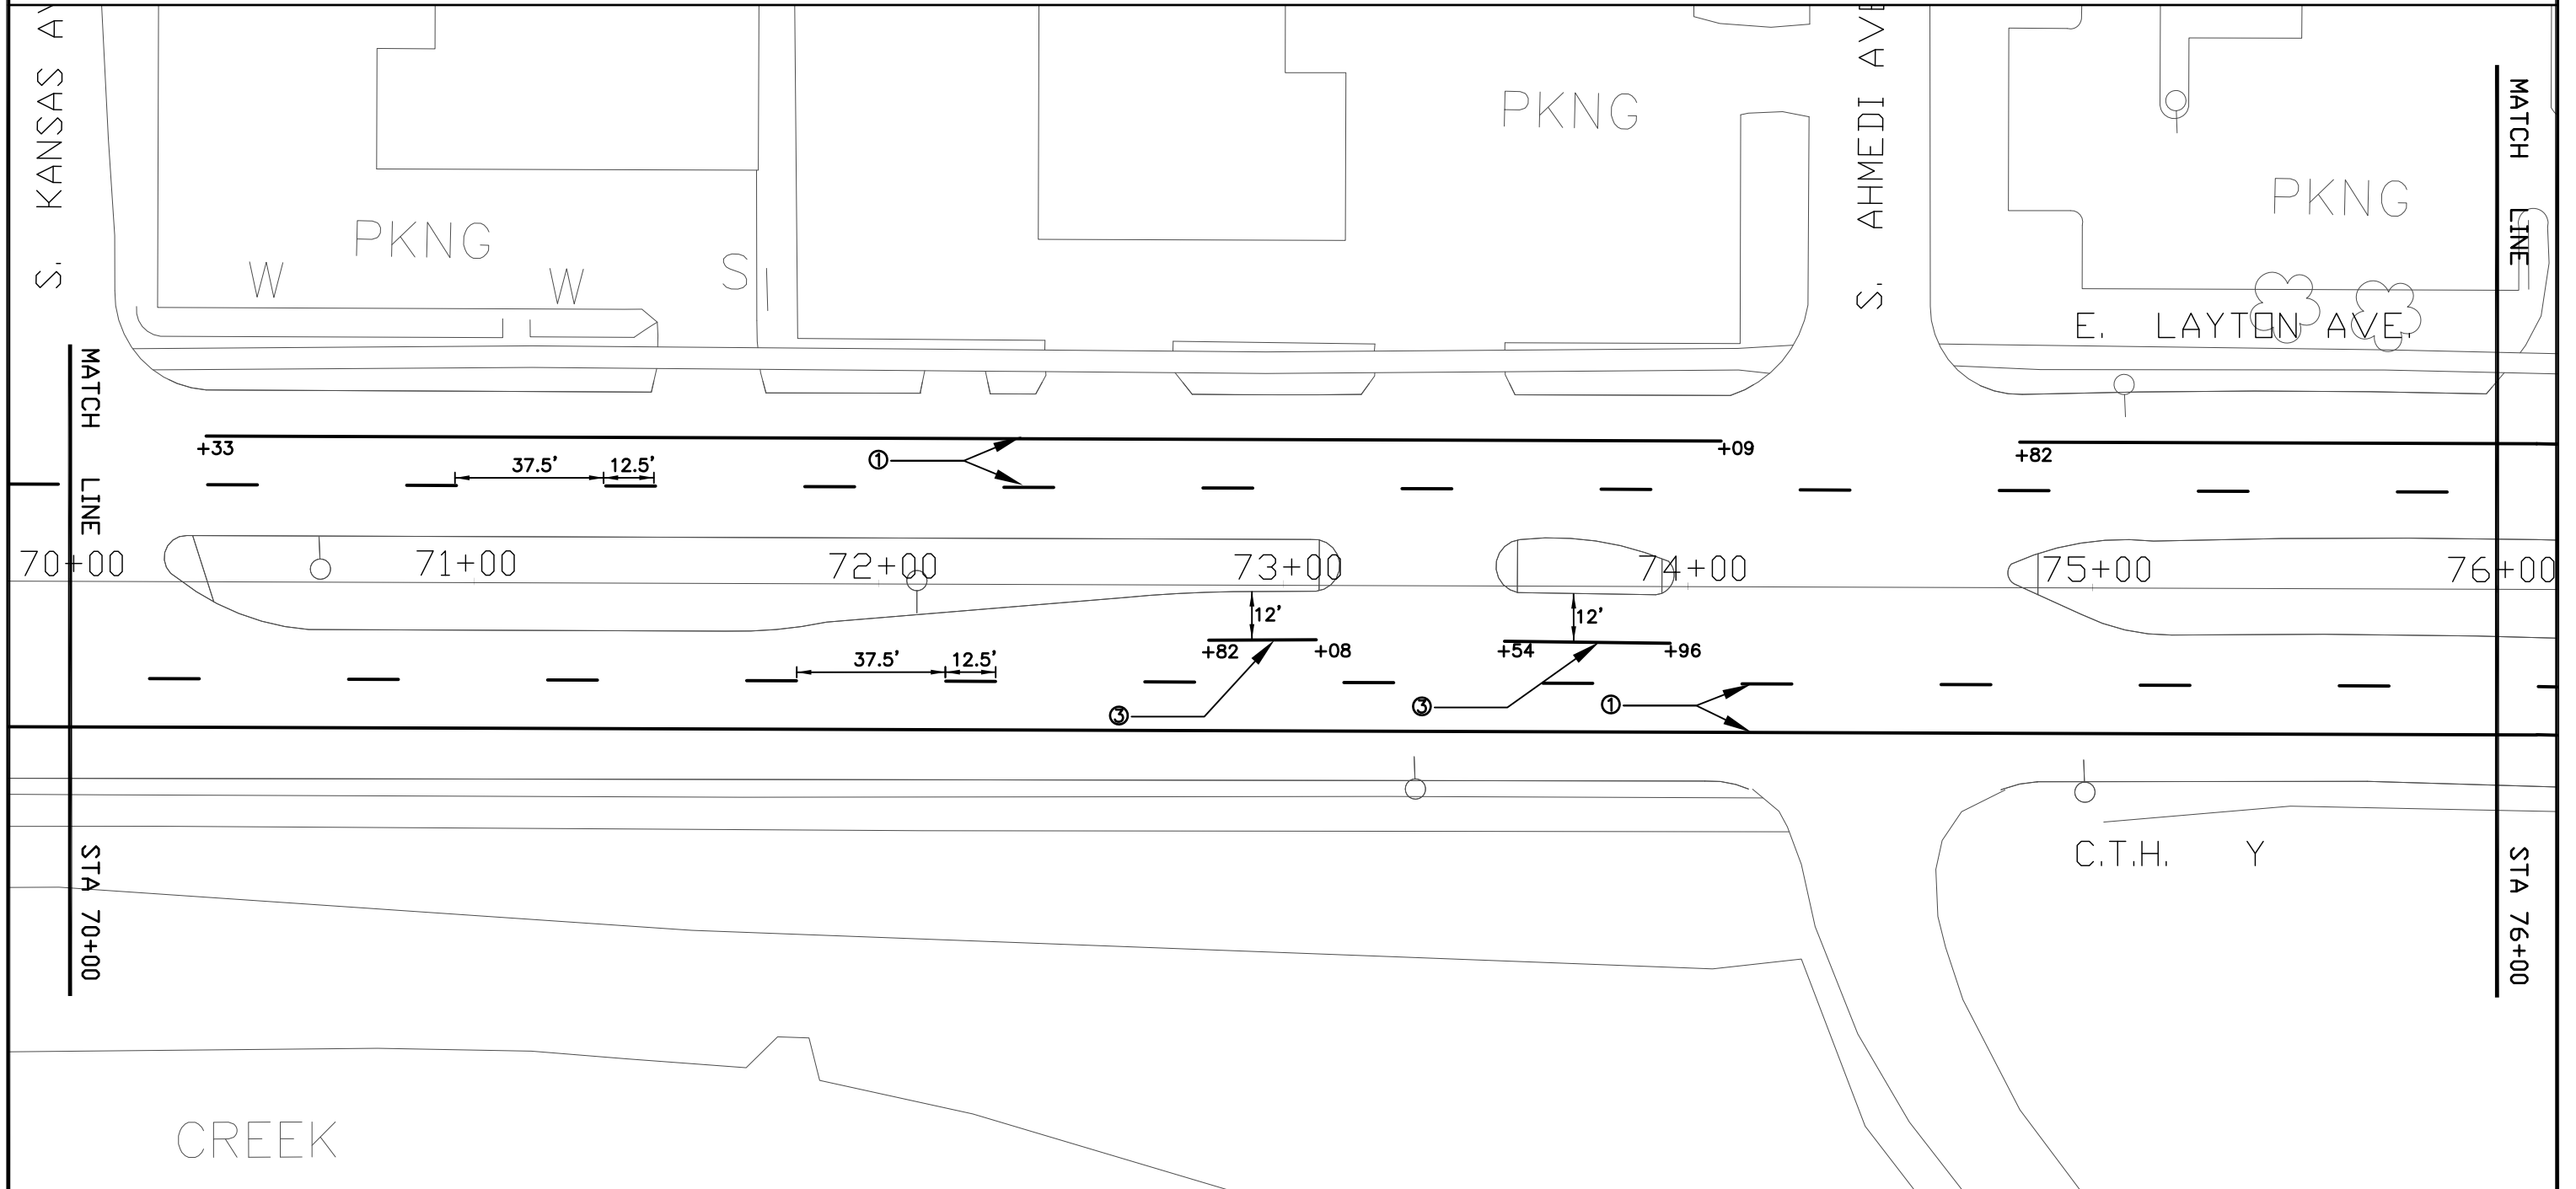 S. KANSAS AV
S. AHMEDI AVE
PKNG
PKNG
PKNG
W
W
S
E. LAYTON AVE.
MATCH LINE
STA 70+00
MATCH LINE
STA 76+00
+33
+09
+82
1
37.5'
12.5'
70+00
71+00
72+00
73+00
74+00
75+00
76+00
12'
12'
+82
+08
+54
+96
37.5'
12.5'
3
3
1
C.T.H. Y
CREEK